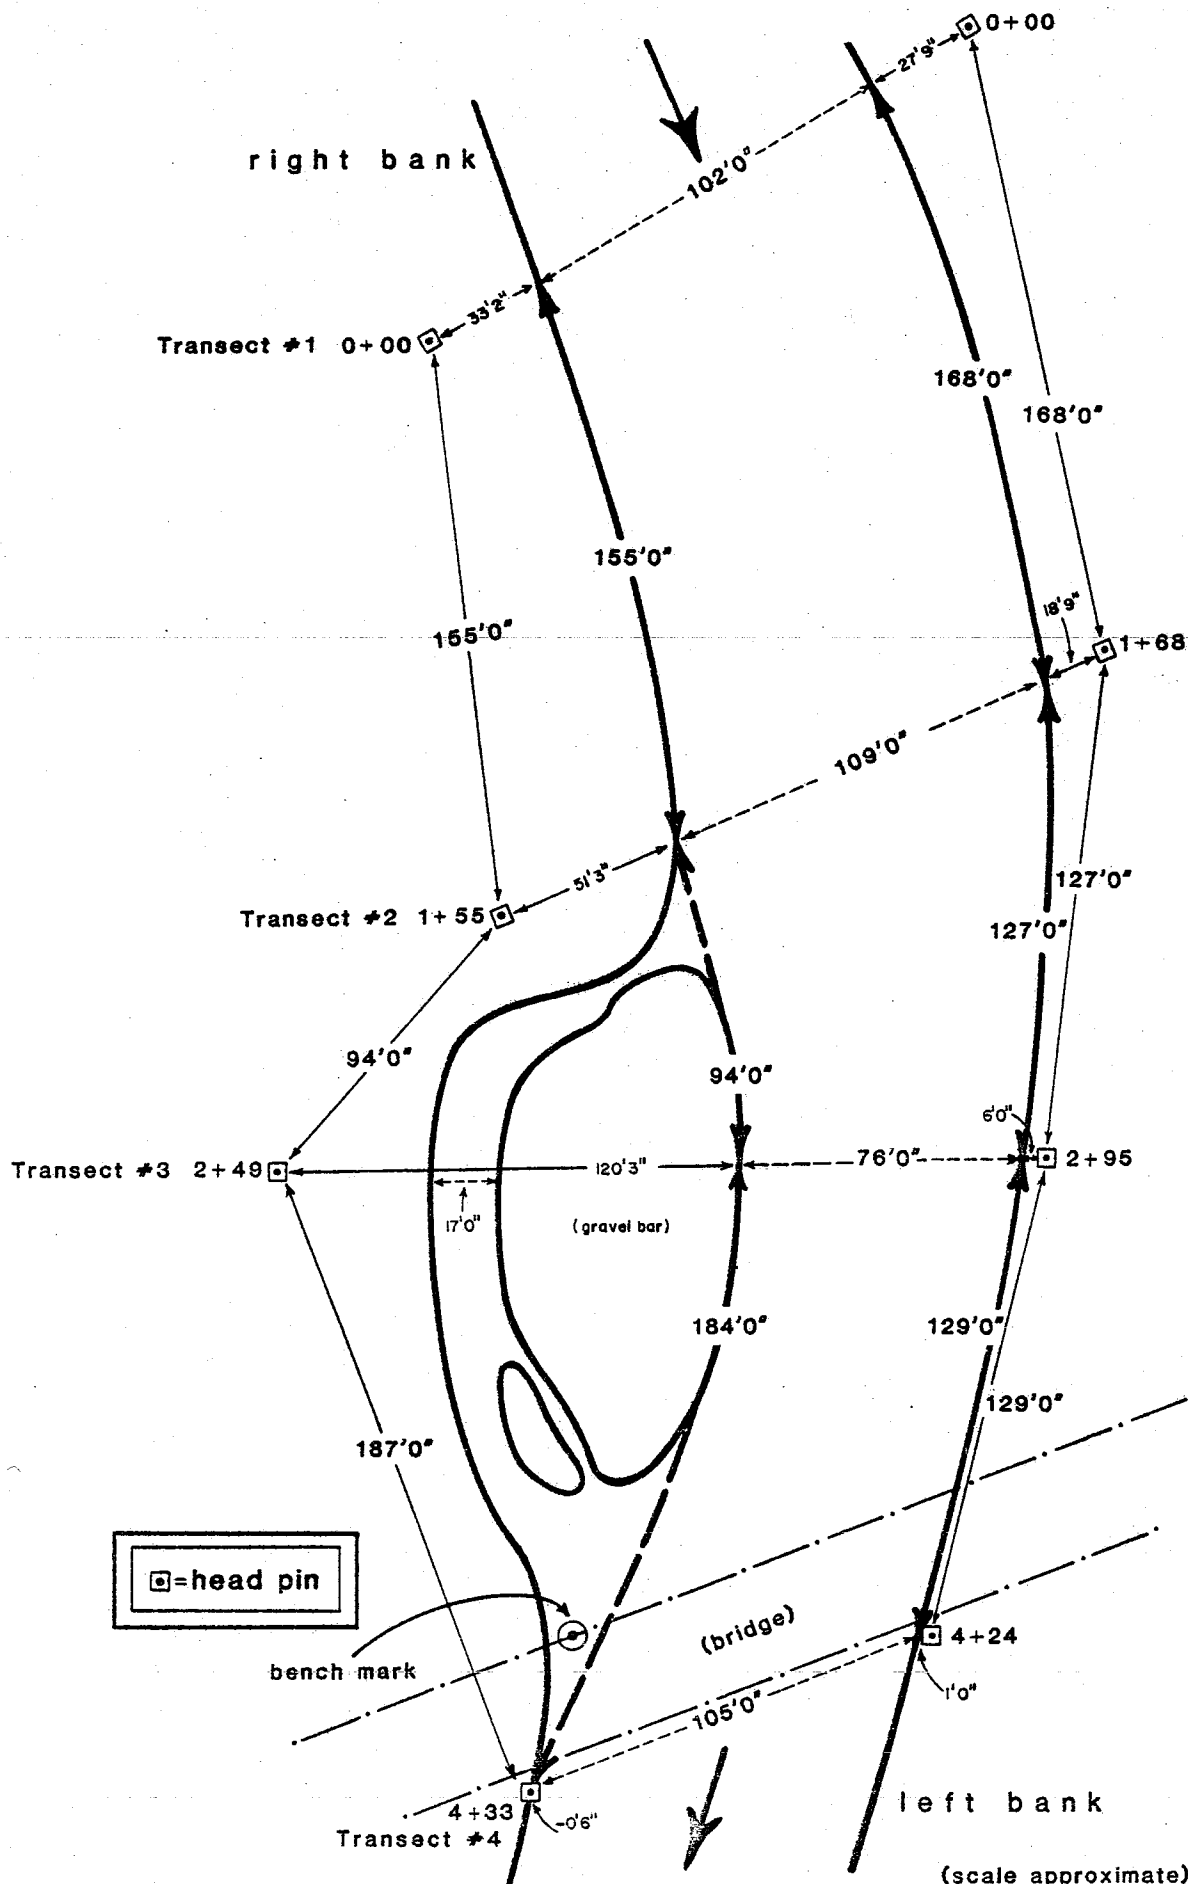 0+00
27'9"
right bank
102'0"
33'2"
Transect #1 0+00
168'0"
168'0"
155'0"
155'0"
18'9"
1+68
109'0"
51'3"
Transect #2 1+55
127'0"
127'0"
94'0"
94'0"
6'0"
Transect #3 2+49
120'3"
76'0"
2+95
17'0"
(gravel bar)
184'0"
129'0"
129'0"
187'0"
=head pin
(bridge)
4+24
bench mark
1'0"
105'0"
left bank
4+33
-0'6"
Transect #4
(scale approximate)